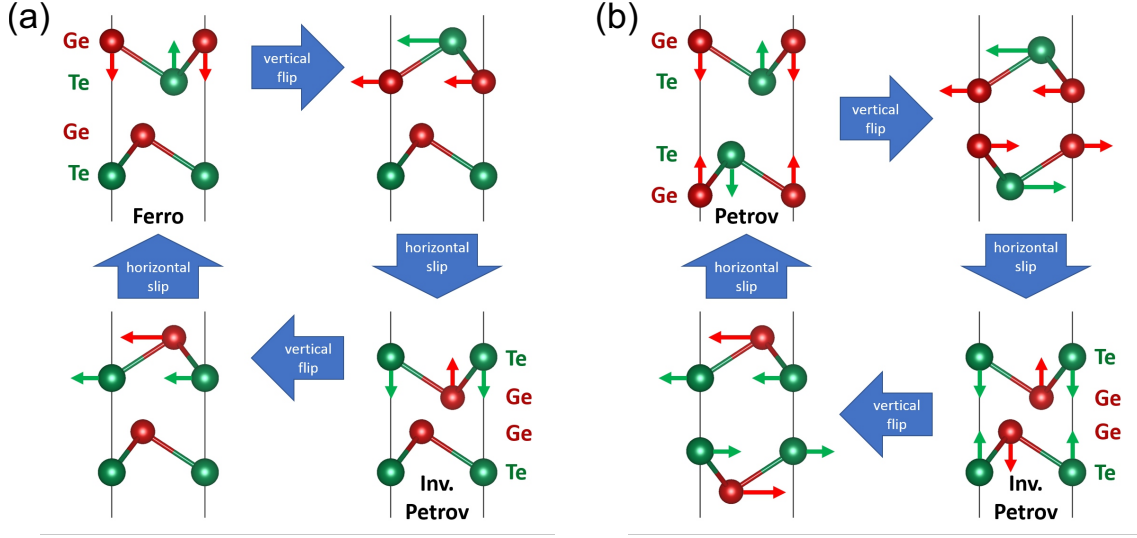 (a)
Ge
Te
Ge
Te
Ferro
vertical
flip
horizontal
slip
Te
Ge
Ge
Te
Inv.
Petrov
vertical
flip
horizontal
slip
(b)
Ge
Te
Te
Ge
Petrov
vertical
flip
horizontal
slip
Te
Ge
Ge
Te
Inv.
Petrov
vertical
flip
horizontal
slip